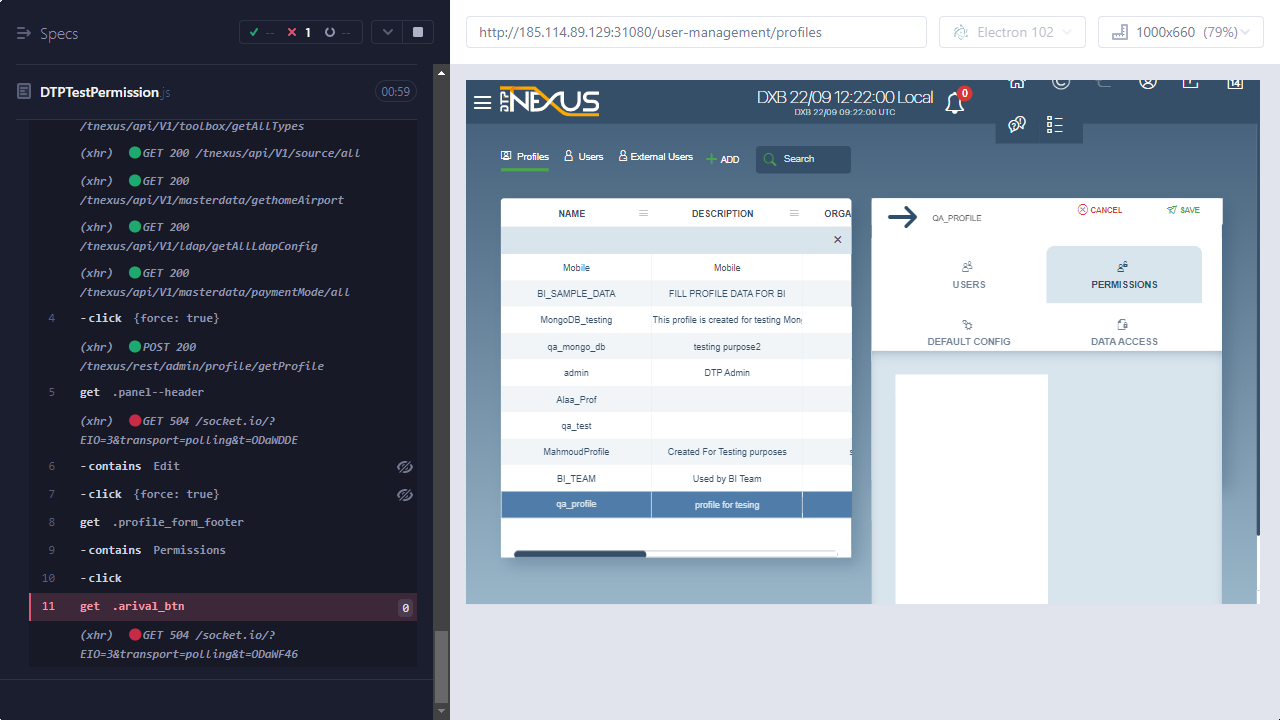 Specs
-- 1 --
DTPTestPermission.js 00:59
/tnexus/api/V1/toolbox/getAllTypes
(xhr) GET 200 /tnexus/api/V1/source/all
(xhr) GET 200
/tnexus/api/V1/masterdata/gethomeAirport
(xhr) GET 200
/tnexus/api/V1/ldap/getAllLdapConfig
(xhr) GET 200
/tnexus/api/V1/masterdata/paymentMode/all
4 -click {force: true}
(xhr) POST 200
/tnexus/rest/admin/profile/getProfile
5 get .panel--header
(xhr) GET 504 /socket.io/?
EIO=3&transport=polling&t=ODaWDDE
6 -contains Edit
7 -click {force: true}
8 get .profile_form_footer
9 -contains Permissions
10 -click
11 get .arival_btn 0
(xhr) GET 504 /socket.io/?
EIO=3&transport=polling&t=ODaWF46
http://185.114.89.129:31080/user-management/profiles
Electron 102
1000x660 (79%)
DTP NEXUS
DXB 22/09 12:22:00 Local
DXB 22/09 09:22:00 UTC
0
14
Profiles Users External Users ADD Search
NAME DESCRIPTION ORGA
Mobile Mobile
BI_SAMPLE_DATA FILL PROFILE DATA FOR BI
MongoDB_testing This profile is created for testing Mon
qa_mongo_db testing purpose2
admin DTP Admin
Alaa_Prof
qa_test
MahmoudProfile Created For Testing purposes s
BI_TEAM Used by BI Team
qa_profile profile for tesing
QA_PROFILE CANCEL SAVE
USERS PERMISSIONS
DEFAULT CONFIG DATA ACCESS